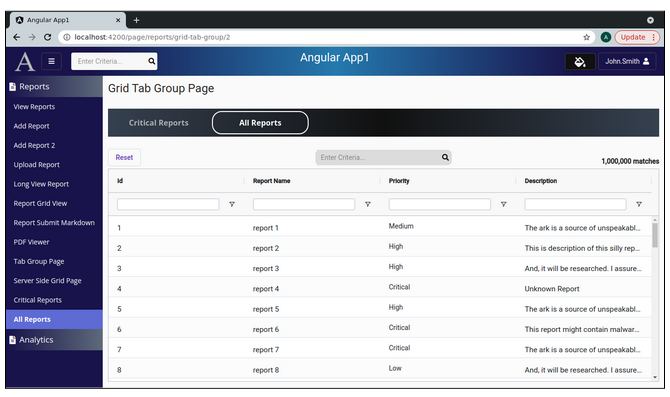 Angular App1
localhost:4200/page/reports/grid-tab-group/2
A
Update
A
Enter Criteria...
Angular App1
John.Smith
Reports
View Reports
Add Report
Add Report 2
Upload Report
Long View Report
Report Grid View
Report Submit Markdown
PDF Viewer
Tab Group Page
Server Side Grid Page
Critical Reports
All Reports
Analytics
Grid Tab Group Page
Critical Reports
All Reports
Reset
Enter Criteria...
1,000,000 matches
Id Report Name Priority Description
1 report 1 Medium The ark is a source of unspeakabl...
2 report 2 High This is description of this silly rep...
3 report 3 High And, it will be researched. I assure...
4 report 4 Critical Unknown Report
5 report 5 High The ark is a source of unspeakabl...
6 report 6 Critical This report might contain malwar...
7 report 7 Critical The ark is a source of unspeakabl...
8 report 8 Low And, it will be researched. I assure...